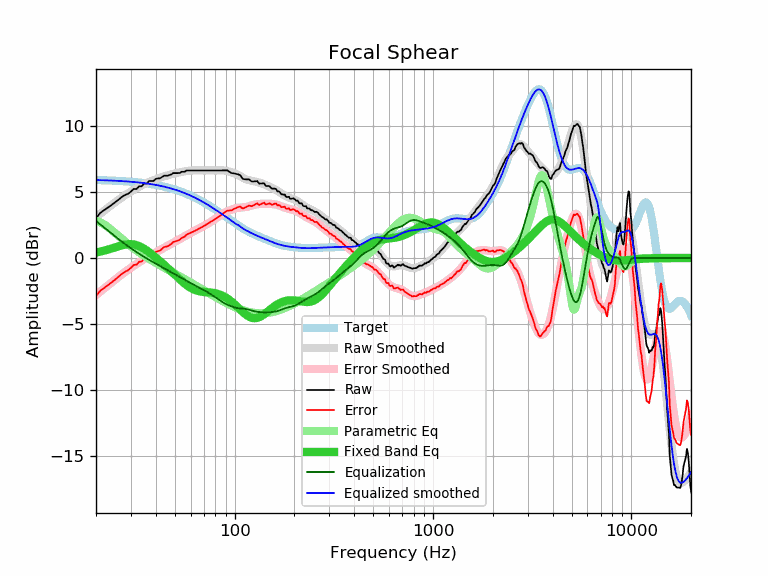 Focal Sphear
Amplitude (dBr)
10
5
0
−5
−10
−15
Target
Raw Smoothed
Error Smoothed
Raw
Error
Parametric Eq
Fixed Band Eq
Equalization
Equalized smoothed
100
1000
10000
Frequency (Hz)